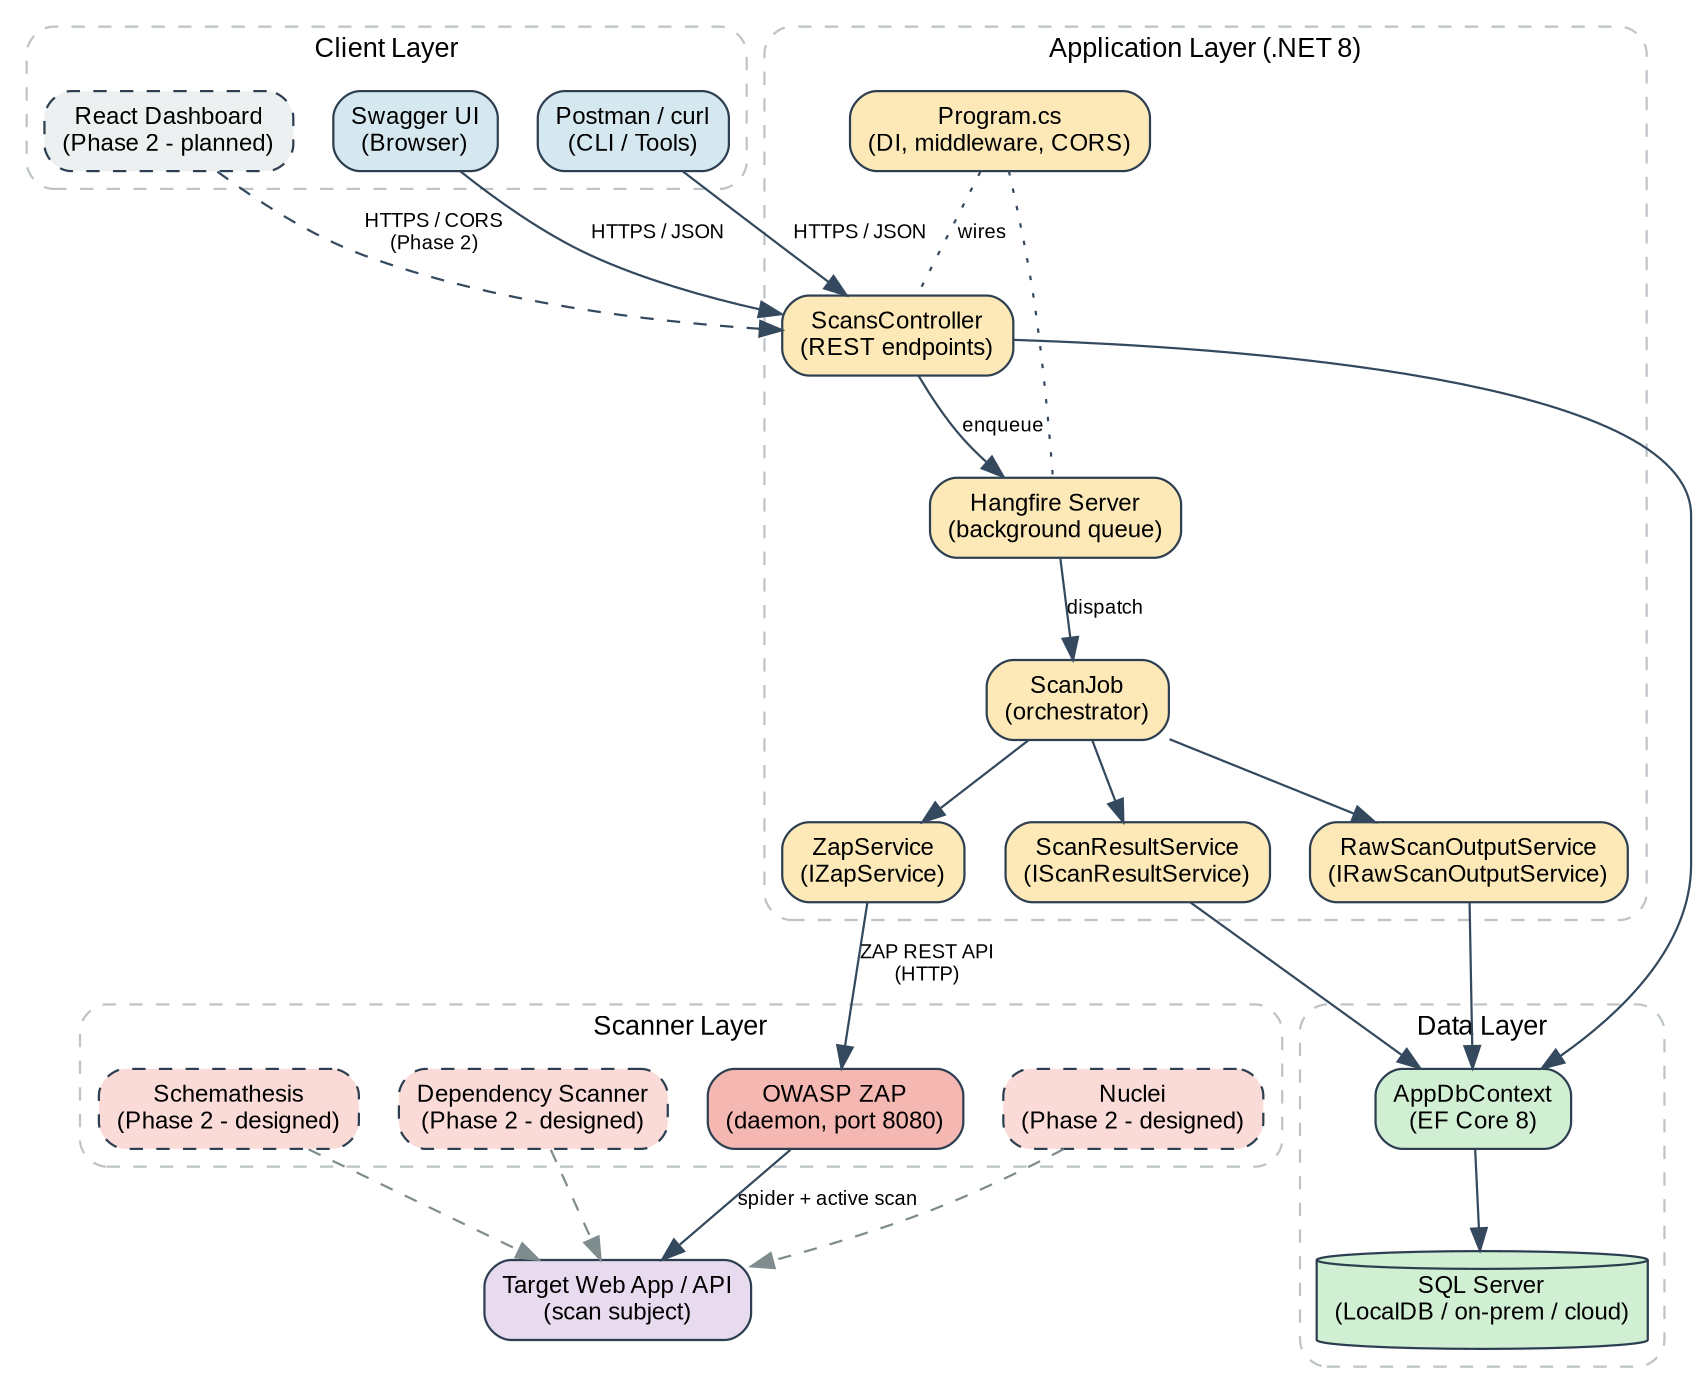 Client Layer
Application Layer (.NET 8)
React Dashboard
(Phase 2 - planned)
Swagger UI
(Browser)
Postman / curl
(CLI / Tools)
Program.cs
(DI, middleware, CORS)
HTTPS / CORS
(Phase 2)
HTTPS / JSON
HTTPS / JSON
wires
ScansController
(REST endpoints)
enqueue
Hangfire Server
(background queue)
dispatch
ScanJob
(orchestrator)
ZapService
(IZapService)
ScanResultService
(IScanResultService)
RawScanOutputService
(IRawScanOutputService)
ZAP REST API
(HTTP)
Scanner Layer
Data Layer
Schemathesis
(Phase 2 - designed)
Dependency Scanner
(Phase 2 - designed)
OWASP ZAP
(daemon, port 8080)
Nuclei
(Phase 2 - designed)
AppDbContext
(EF Core 8)
spider + active scan
Target Web App / API
(scan subject)
SQL Server
(LocalDB / on-prem / cloud)